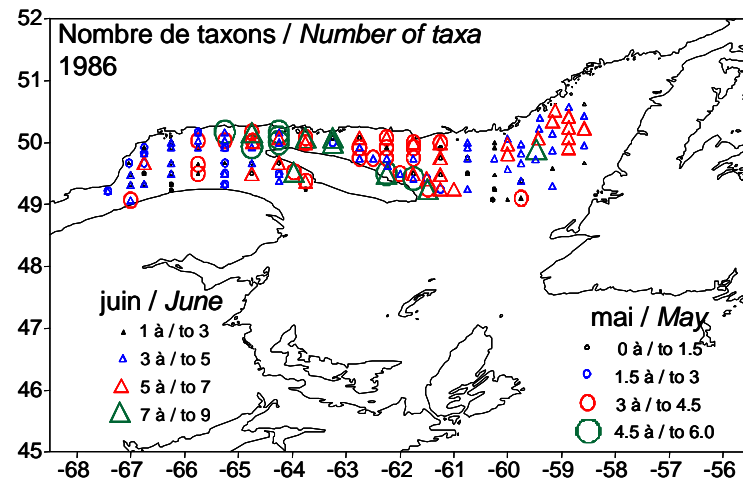 Nombre de taxons / Number of taxa
1986
52
51
50
49
48
47
46
45
juin / June
1 à / to 3
3 à / to 5
5 à / to 7
7 à / to 9
mai / May
0 à / to 1.5
1.5 à / to 3
3 à / to 4.5
4.5 à / to 6.0
-68 -67 -66 -65 -64 -63 -62 -61 -60 -59 -58 -57 -56